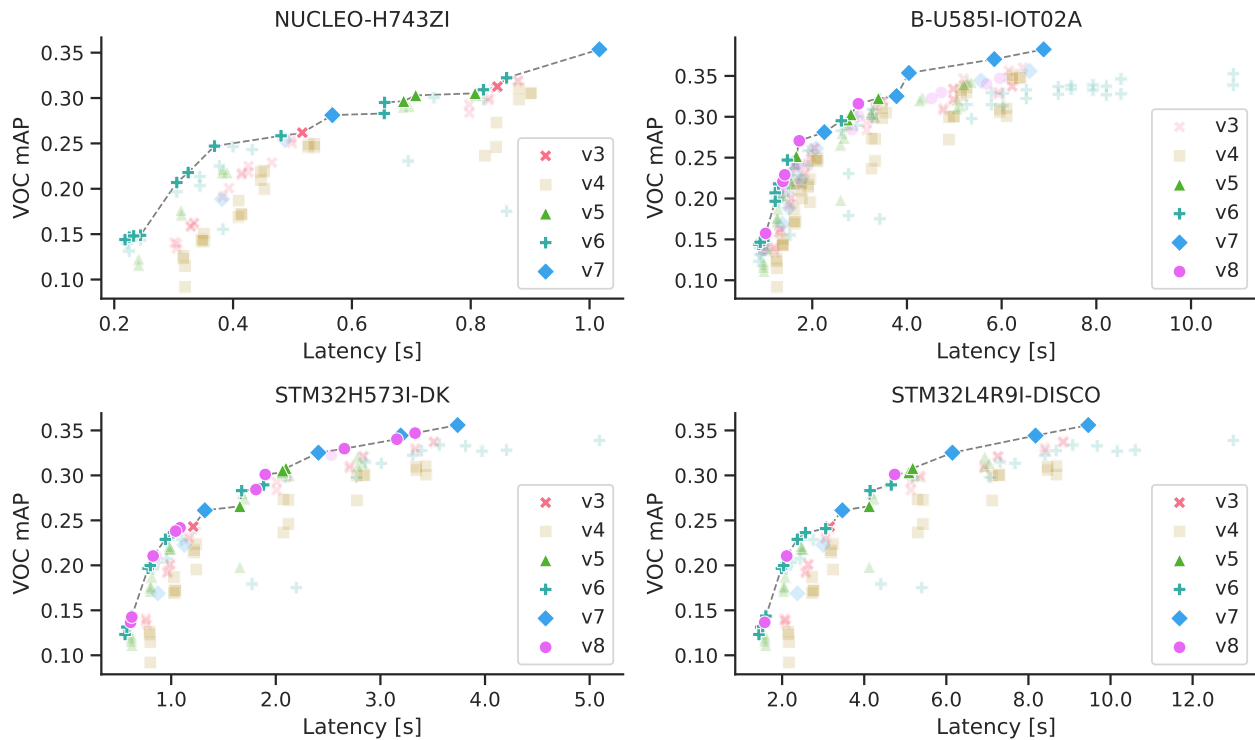 NUCLEO-H743ZI
VOC mAP
0.35
0.30
0.25
0.20
0.15
0.10
v3
v4
v5
v6
v7
0.2 0.4 0.6 0.8 1.0
Latency [s]
B-U585I-IOT02A
VOC mAP
0.35
0.30
0.25
0.20
0.15
0.10
v3
v4
v5
v6
v7
v8
2.0 4.0 6.0 8.0 10.0
Latency [s]
STM32H573I-DK
VOC mAP
0.35
0.30
0.25
0.20
0.15
0.10
v3
v4
v5
v6
v7
v8
1.0 2.0 3.0 4.0 5.0
Latency [s]
STM32L4R9I-DISCO
VOC mAP
0.35
0.30
0.25
0.20
0.15
0.10
v3
v4
v5
v6
v7
v8
2.0 4.0 6.0 8.0 10.0 12.0
Latency [s]